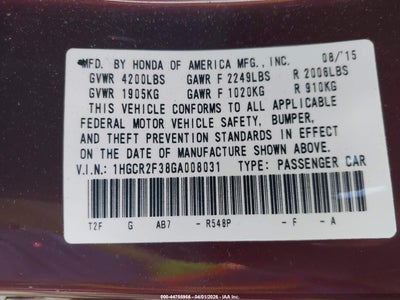 MFD. BY HONDA OF AMERICA MFG., INC. 08/15
GVWR 4200LBS GAWR F 2249LBS R 2006LBS
GVWR 1905KG GAWR F 1020KG R 910KG
THIS VEHICLE CONFORMS TO ALL APPLICABLE
FEDERAL MOTOR VEHICLE SAFETY, BUMPER,
AND THEFT PREVENTION STANDARDS IN EFFECT
ON THE DATE OF MANUFACTURE SHOWN ABOVE.
V.I.N.: 1HGCR2F38GA008031 TYPE: PASSENGER CAR
T2F G AB7 - R548P - F - A
000-44755956 - 04/01/2026 - IAA Inc.